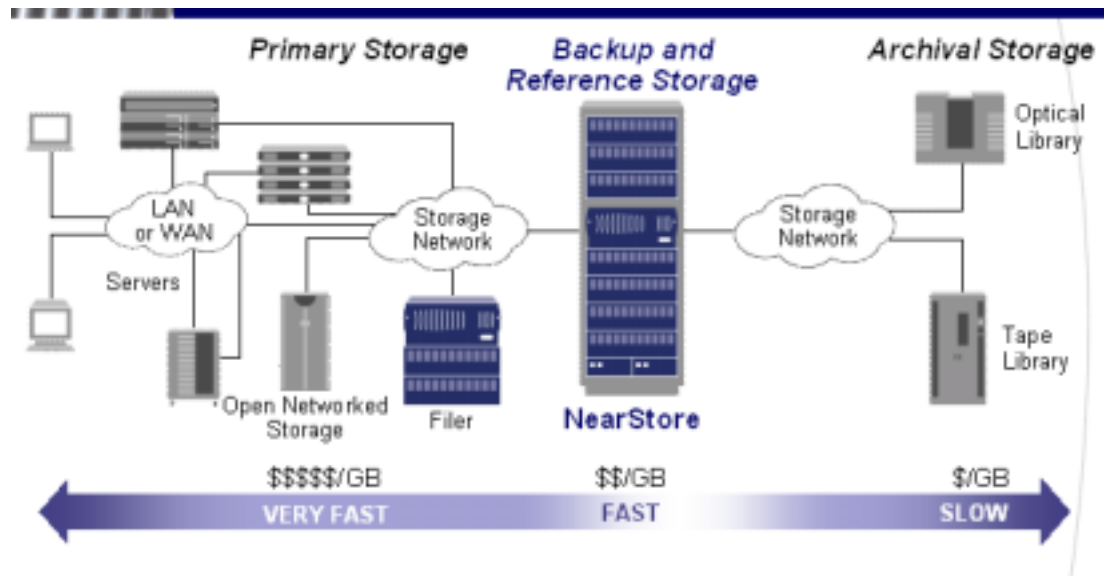 Primary Storage
Backup and
Reference Storage
Archival Storage
Optical
Library
LAN
or WAN
Storage
Network
Storage
Network
Servers
Tape
Library
Open Networked
Storage
Filer
NearStore
$$$$$/GB
$$/GB
$/GB
VERY FAST
FAST
SLOW